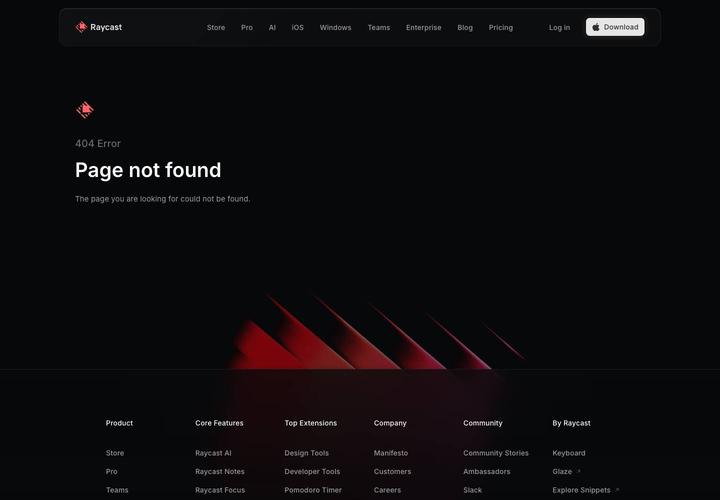 Raycast
Store Pro AI iOS Windows Teams Enterprise Blog Pricing Log in Download
404 Error
Page not found
The page you are looking for could not be found.
Product Core Features Top Extensions Company Community By Raycast
Store Raycast AI Design Tools Manifesto Community Stories Keyboard
Pro Raycast Notes Developer Tools Customers Ambassadors Glaze
Teams Raycast Focus Pomodoro Timer Careers Slack Explore Snippets